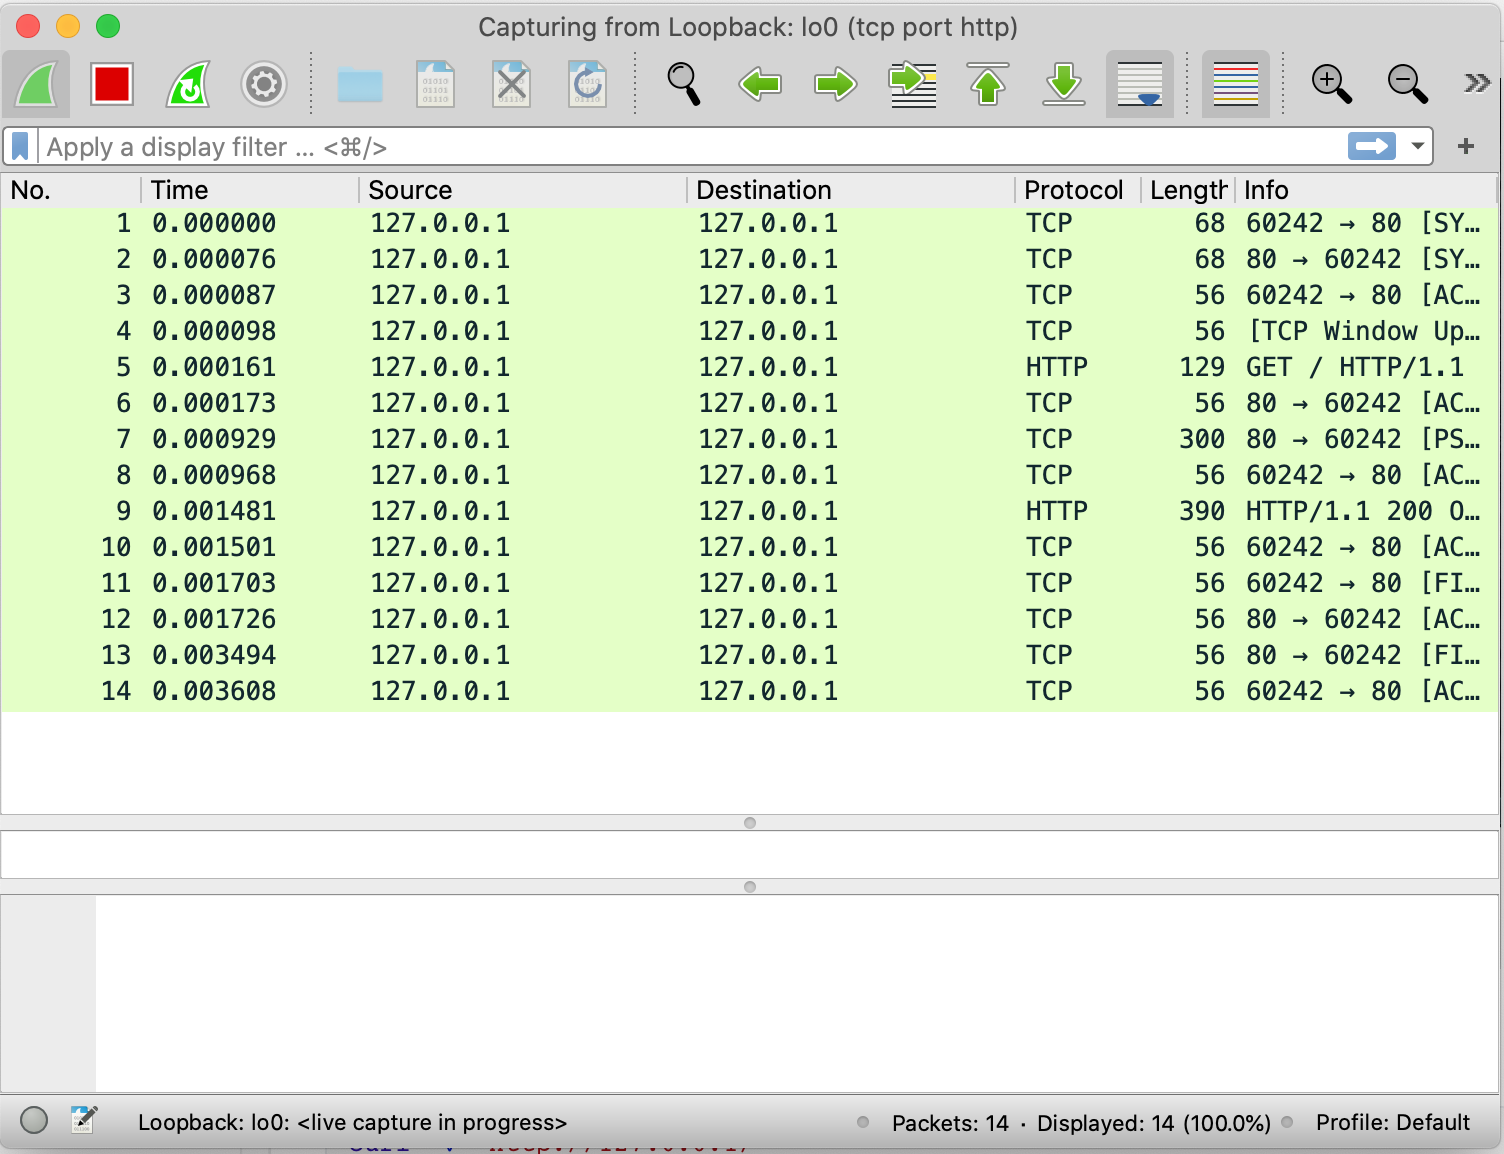 Capturing from Loopback: lo0 (tcp port http)
Apply a display filter ... <⌘/>
No. Time Source Destination Protocol Length Info
1 0.000000 127.0.0.1 127.0.0.1 TCP 68 60242 → 80 [SY…
2 0.000076 127.0.0.1 127.0.0.1 TCP 68 80 → 60242 [SY…
3 0.000087 127.0.0.1 127.0.0.1 TCP 56 60242 → 80 [AC…
4 0.000098 127.0.0.1 127.0.0.1 TCP 56 [TCP Window Up…
5 0.000161 127.0.0.1 127.0.0.1 HTTP 129 GET / HTTP/1.1
6 0.000173 127.0.0.1 127.0.0.1 TCP 56 80 → 60242 [AC…
7 0.000929 127.0.0.1 127.0.0.1 TCP 300 80 → 60242 [PS…
8 0.000968 127.0.0.1 127.0.0.1 TCP 56 60242 → 80 [AC…
9 0.001481 127.0.0.1 127.0.0.1 HTTP 390 HTTP/1.1 200 O…
10 0.001501 127.0.0.1 127.0.0.1 TCP 56 60242 → 80 [AC…
11 0.001703 127.0.0.1 127.0.0.1 TCP 56 60242 → 80 [FI…
12 0.001726 127.0.0.1 127.0.0.1 TCP 56 80 → 60242 [AC…
13 0.003494 127.0.0.1 127.0.0.1 TCP 56 80 → 60242 [FI…
14 0.003608 127.0.0.1 127.0.0.1 TCP 56 60242 → 80 [AC…
Loopback: lo0: <live capture in progress> Packets: 14 · Displayed: 14 (100.0%) Profile: Default